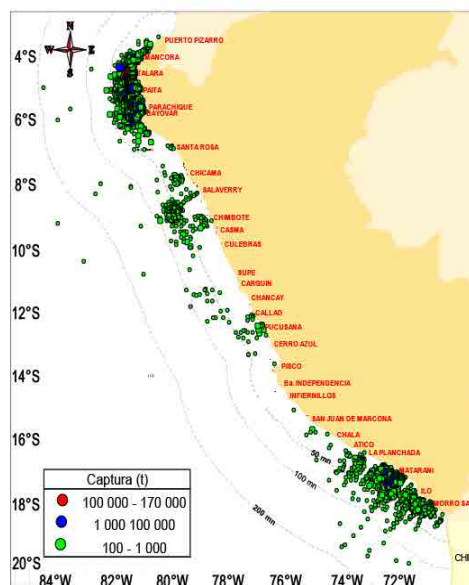 N
W E
S
4°S
6°S
8°S
10°S
12°S
14°S
16°S
18°S
20°S
PUERTO PIZARRO
MANCORA
TALARA
PAITA
PARACHIQUE
BAYOVAR
SANTA ROSA
CHICAMA
SALAVERRY
CHIMBOTE
CASMA
CULEBRAS
SUPE
CARQUIN
CHANCAY
CALLAO
PUCUSANA
CERRO AZUL
PISCO
Ba. INDEPENDENCIA
INFIERNILLOS
SAN JUAN DE MARCONA
CHALA
ATICO
LA PLANCHADA
MATARANI
ILO
MORRO SA
50 mn
100 mn
200 mn
Captura (t)
100 000 - 170 000
1 000 100 000
100 - 1 000
CHI
84°W 82°W 80°W 78°W 76°W 74°W 72°W